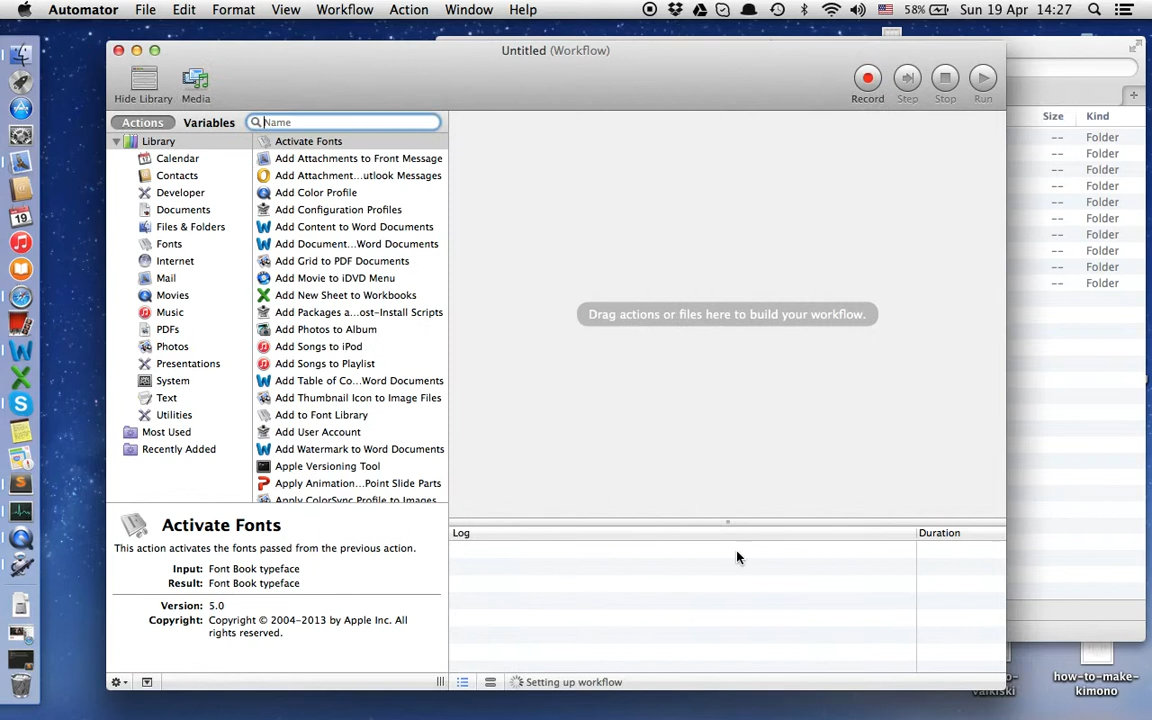 Automator File Edit Format View Workflow Action Window Help 58% Sun 19 Apr 14:27
Untitled (Workflow)
Hide Library Media Record Step Stop Run
Actions Variables Name
Library
Calendar
Contacts
Developer
Documents
Files & Folders
Fonts
Internet
Mail
Movies
Music
PDFs
Photos
Presentations
System
Text
Utilities
Most Used
Recently Added
Activate Fonts
Add Attachments to Front Message
Add Attachment...utlook Messages
Add Color Profile
Add Configuration Profiles
Add Content to Word Documents
Add Document...Word Documents
Add Grid to PDF Documents
Add Movie to iDVD Menu
Add New Sheet to Workbooks
Add Packages a...ost-Install Scripts
Add Photos to Album
Add Songs to iPod
Add Songs to Playlist
Add Table of Co...Word Documents
Add Thumbnail Icon to Image Files
Add to Font Library
Add User Account
Add Watermark to Word Documents
Apple Versioning Tool
Apply Animation...Point Slide Parts
Apply ColorSync Profile to Images
Drag actions or files here to build your workflow.
Activate Fonts
This action activates the fonts passed from the previous action.
Input: Font Book typeface
Result: Font Book typeface
Version: 5.0
Copyright: Copyright © 2004-2013 by Apple Inc. All
rights reserved.
Log Duration
Setting up workflow
Size Kind
-- Folder
-- Folder
-- Folder
-- Folder
-- Folder
-- Folder
-- Folder
-- Folder
-- Folder
-- Folder
19
how-to-make-
kimono